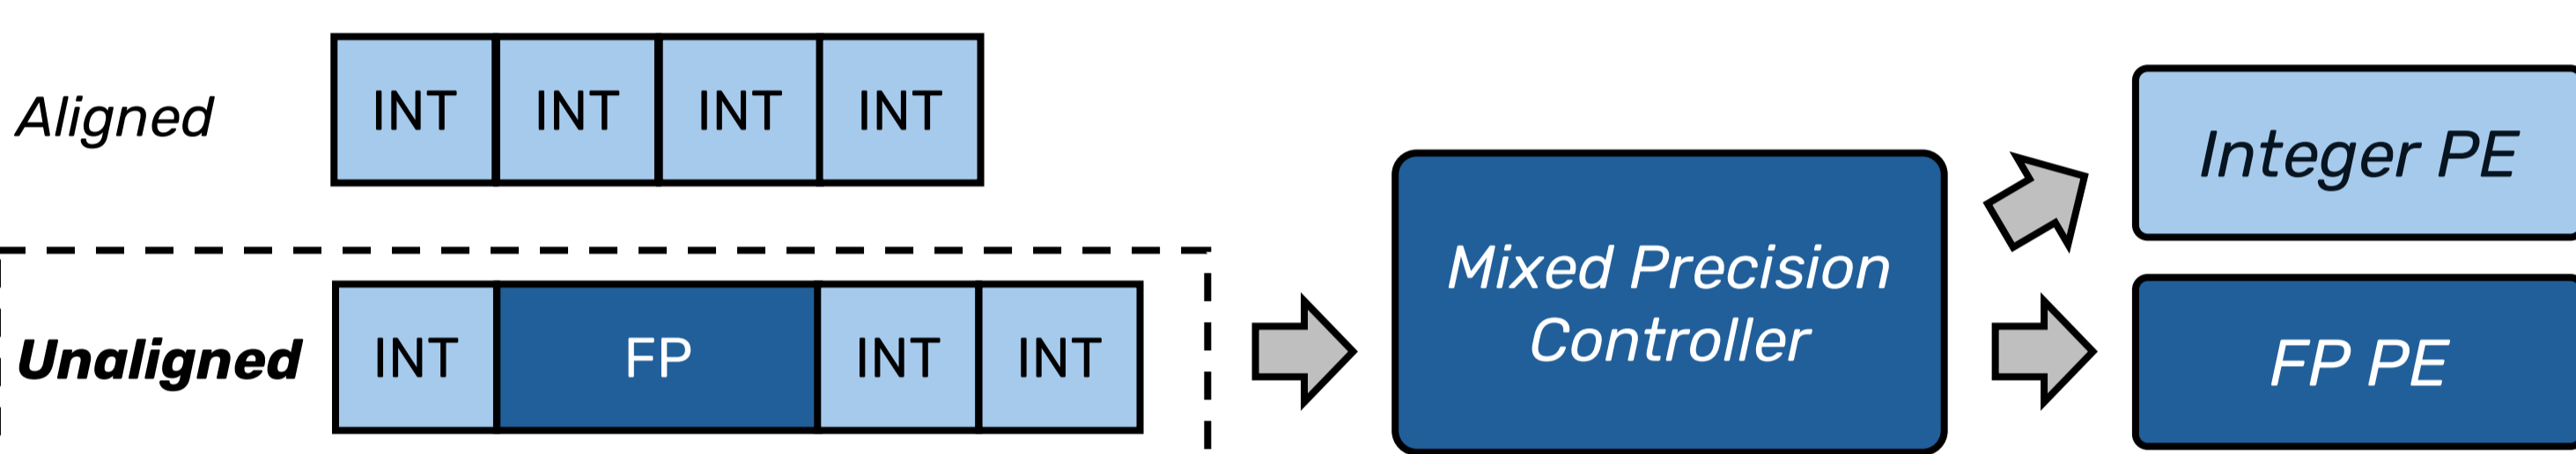 Aligned
INT INT INT INT
Integer PE
Mixed Precision
Controller
Unaligned
INT FP INT INT
FP PE